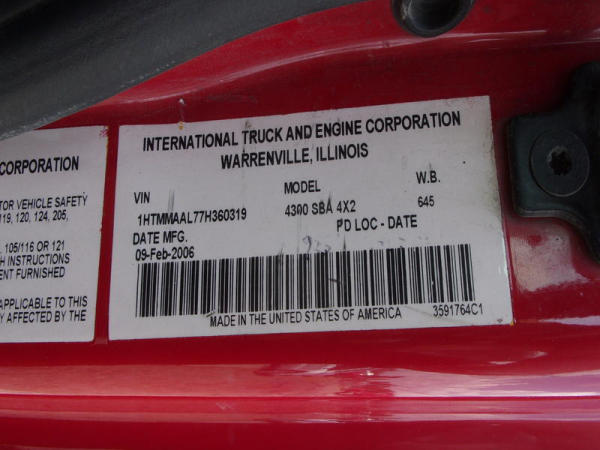 CORPORATION
TOR VEHICLE SAFETY
119, 120, 124, 205,
, 105/116 OR 121
H INSTRUCTIONS
ENT FURNISHED
APPLICABLE TO THIS
Y AFFECTED BY THE
INTERNATIONAL TRUCK AND ENGINE CORPORATION
WARRENVILLE, ILLINOIS
VIN MODEL W.B.
1HTMMAAL77H360319 4300 SBA 4X2 645
DATE MFG. PD LOC - DATE
09-Feb-2006
MADE IN THE UNITED STATES OF AMERICA 3591764C1